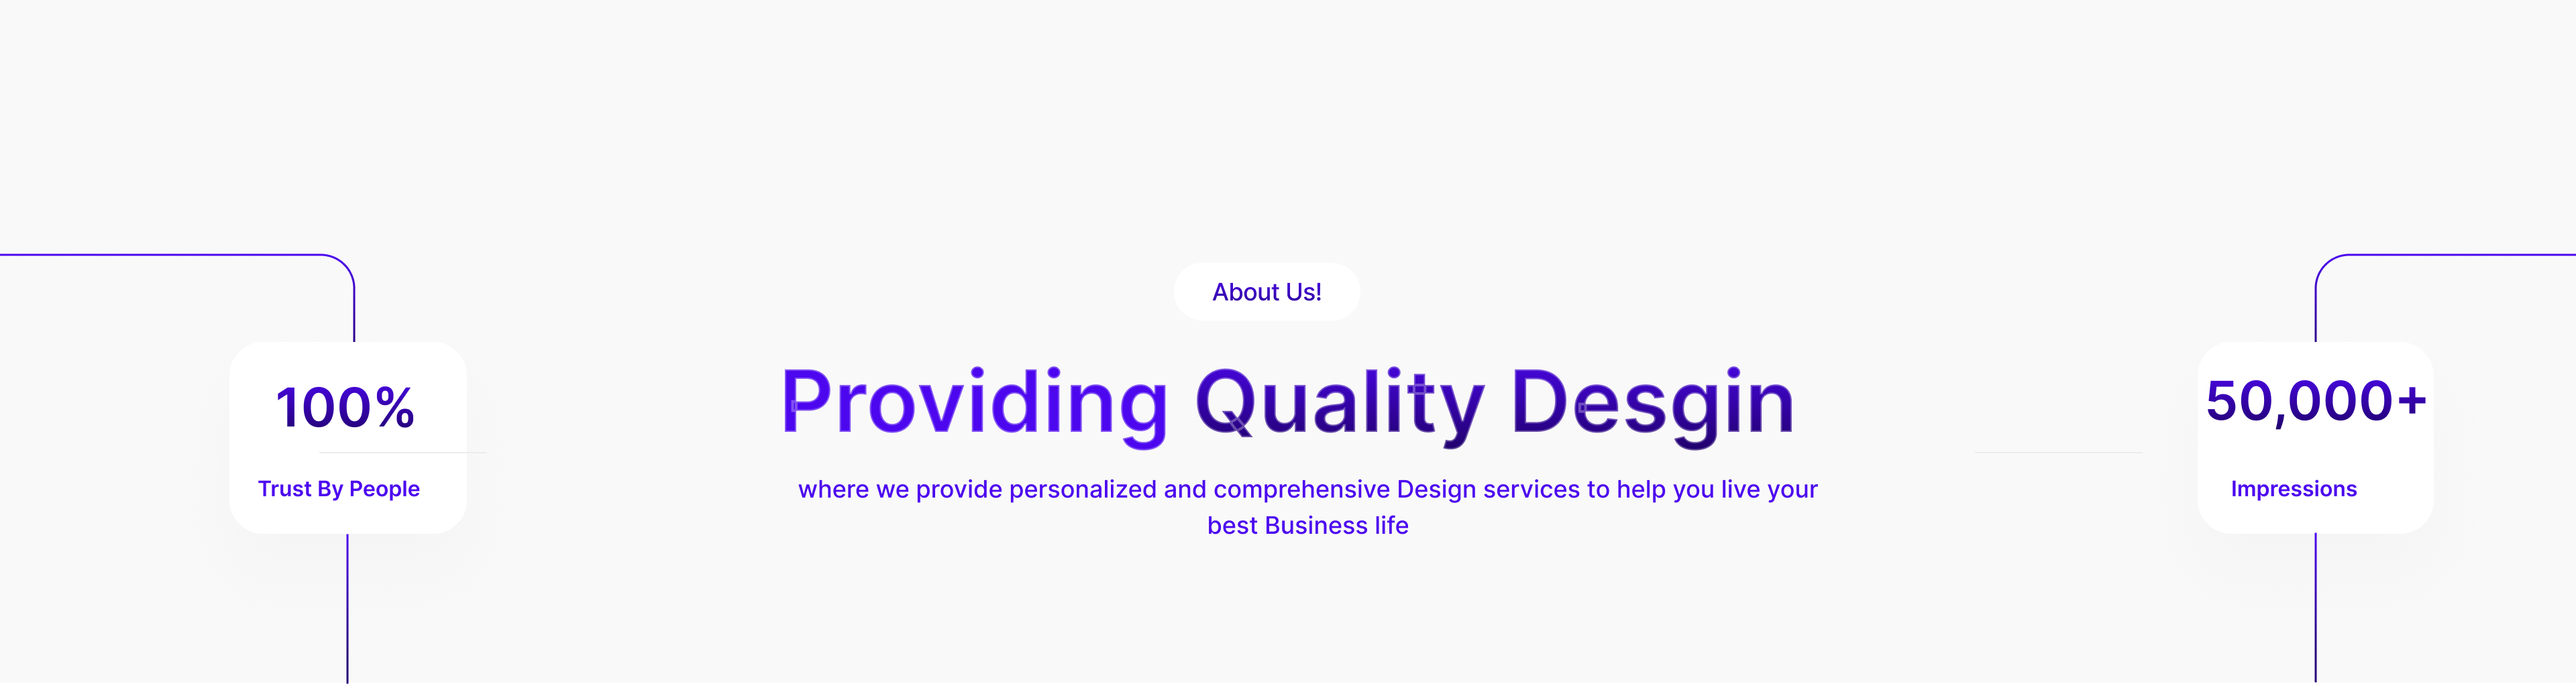 About Us!
Providing Quality Desgin
where we provide personalized and comprehensive Design services to help you live your
best Business life
100%
Trust By People
50,000+
Impressions